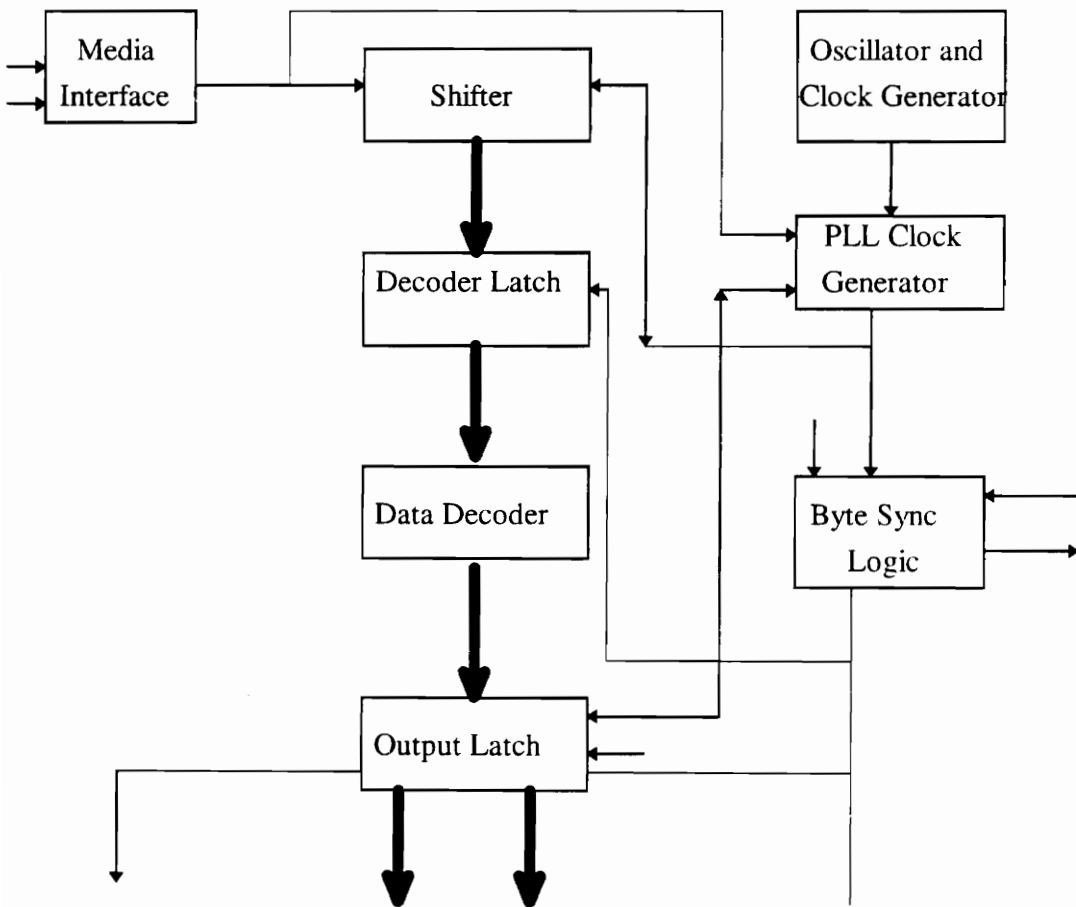 Media
Interface
Shifter
Oscillator and
Clock Generator
PLL Clock
Generator
Decoder Latch
Data Decoder
Byte Sync
Logic
Output Latch